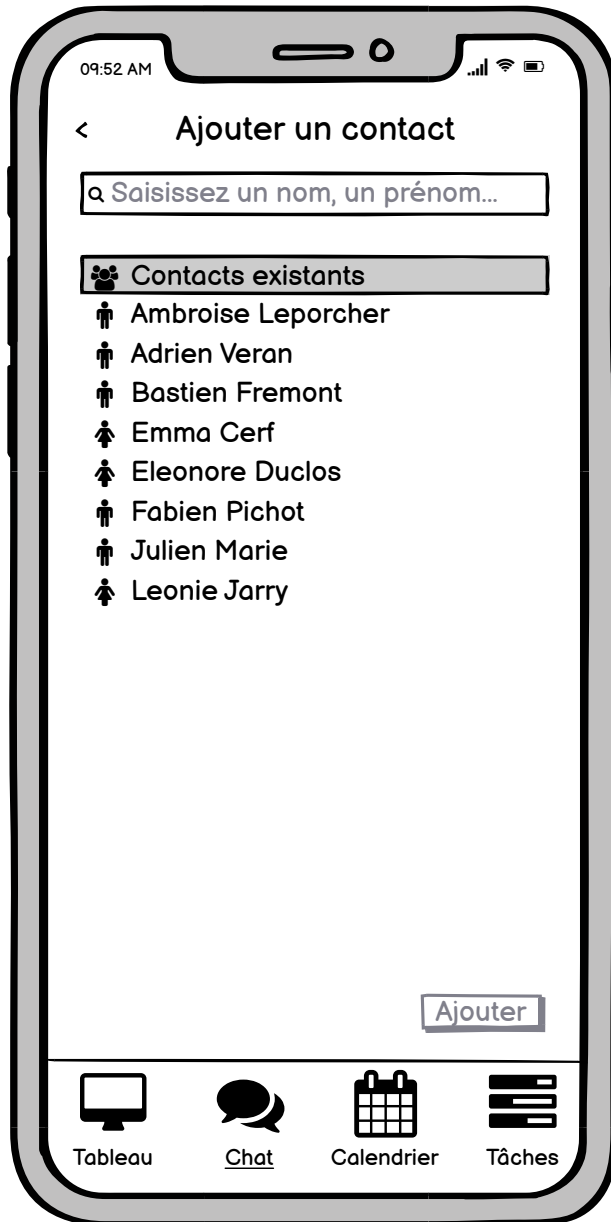 09:52 AM
< Ajouter un contact
Saisissez un nom, un prénom...
Contacts existants
Ambroise Leporcher
Adrien Veran
Bastien Fremont
Emma Cerf
Eleonore Duclos
Fabien Pichot
Julien Marie
Leonie Jarry
Ajouter
Tableau Chat Calendrier Tâches